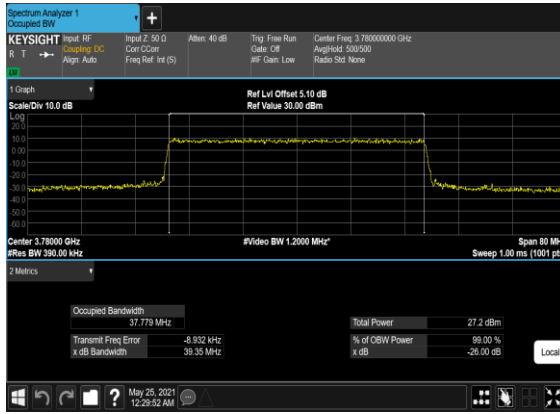 Spectrum Analyzer 1
Occupied BW
KEYSIGHT
R T
LXI
Input: RF
Coupling: DC
Align: Auto
Input Z: 50 Ω
Corr CCorr
Freq Ref: Int (S)
Atten: 40 dB
Trig: Free Run
Gate: Off
#IF Gain: Low
Center Freq: 3.780000000 GHz
Avg|Hold: 500/500
Radio Std: None
1 Graph
Scale/Div 10.0 dB
Ref Lvl Offset 5.10 dB
Ref Value 30.00 dBm
Log
20.0
10.0
0.00
-10.0
-20.0
-30.0
-40.0
-50.0
-60.0
Center 3.78000 GHz
#Res BW 390.00 kHz
#Video BW 1.2000 MHz*
Span 80 MH
Sweep 1.00 ms (1001 pt
2 Metrics
Occupied Bandwidth
37.779 MHz
Transmit Freq Error -8.932 kHz
x dB Bandwidth 39.35 MHz
Total Power 27.2 dBm
% of OBW Power 99.00 %
x dB -26.00 dB
Local
?
May 25, 2021
12:29:52 AM